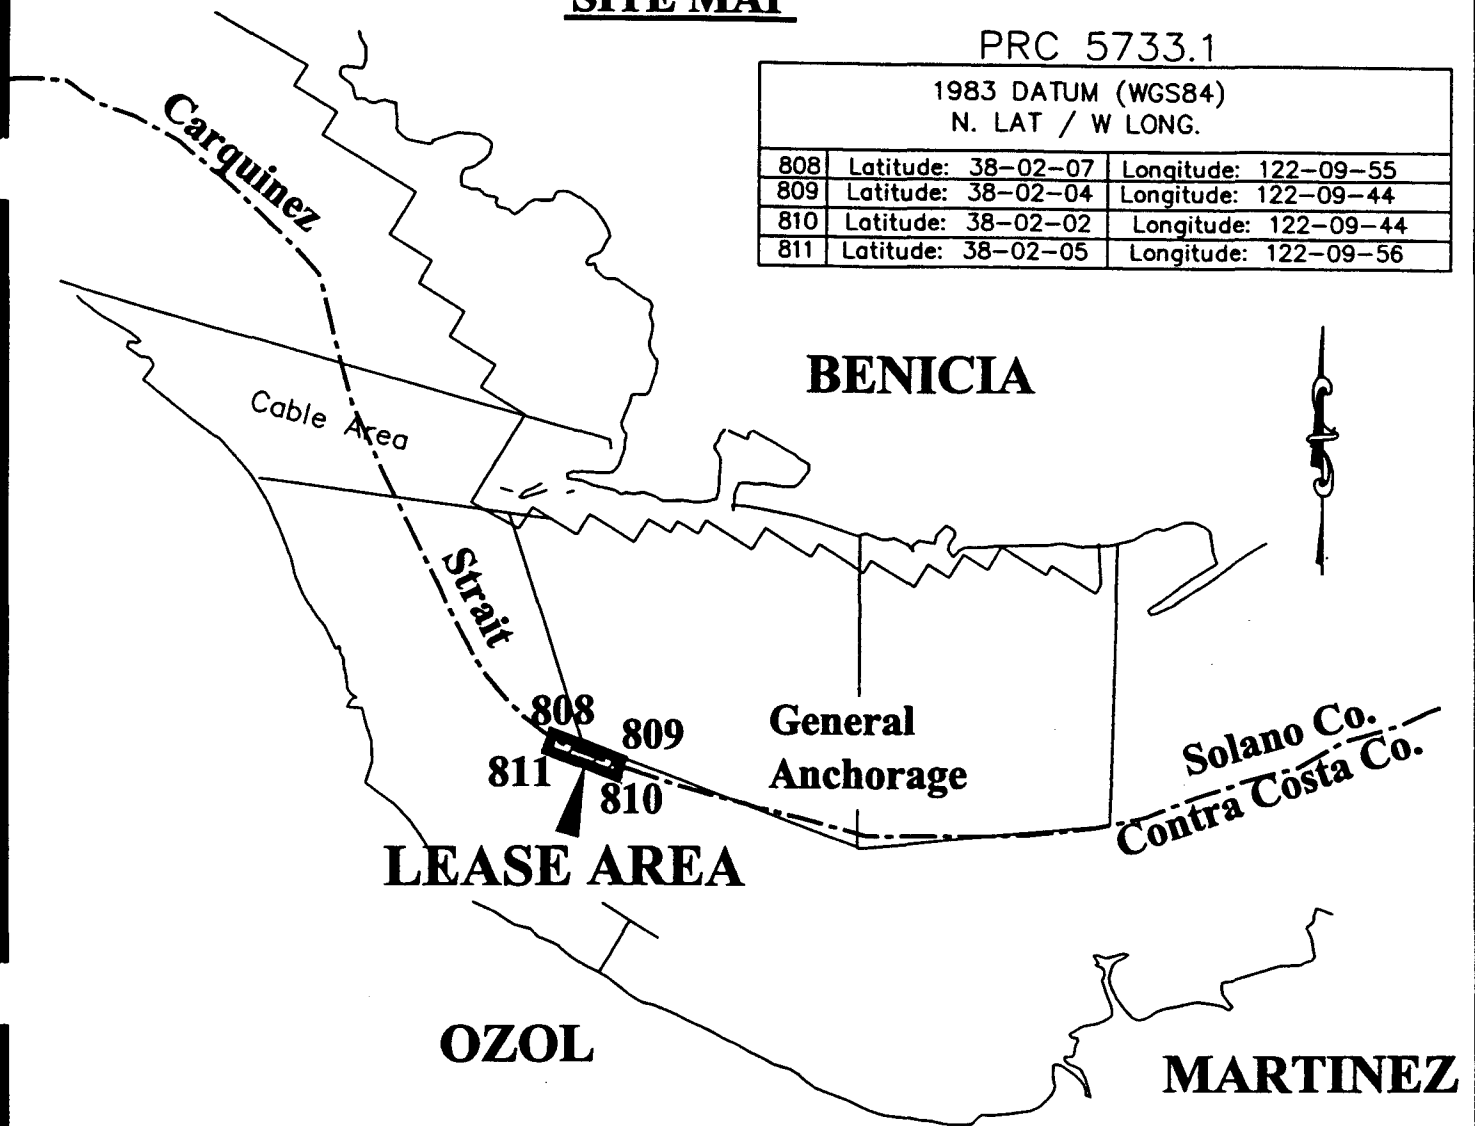 SITE MAP
PRC 5733.1
1983 DATUM (WGS84)
N. LAT / W LONG.
808 Latitude: 38-02-07 Longitude: 122-09-55
809 Latitude: 38-02-04 Longitude: 122-09-44
810 Latitude: 38-02-02 Longitude: 122-09-44
811 Latitude: 38-02-05 Longitude: 122-09-56
Carquinez
BENICIA
Cable Area
Strait
808
809
811
810
General
Anchorage
Solano Co.
Contra Costa Co.
LEASE AREA
OZOL
MARTINEZ